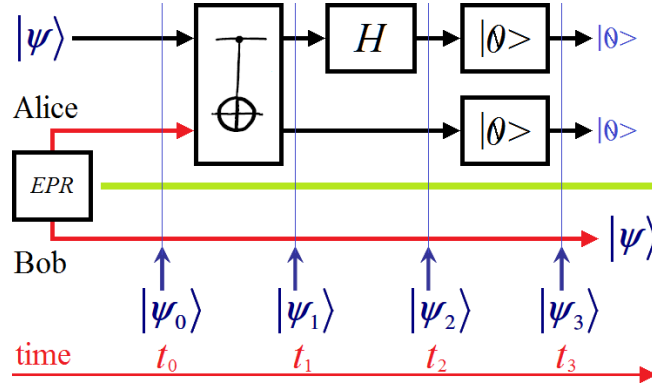 |ψ⟩ H |0> |0>
Alice |0> |0>
EPR
|ψ⟩
Bob
|ψ₀⟩ |ψ₁⟩ |ψ₂⟩ |ψ₃⟩
time t₀ t₁ t₂ t₃